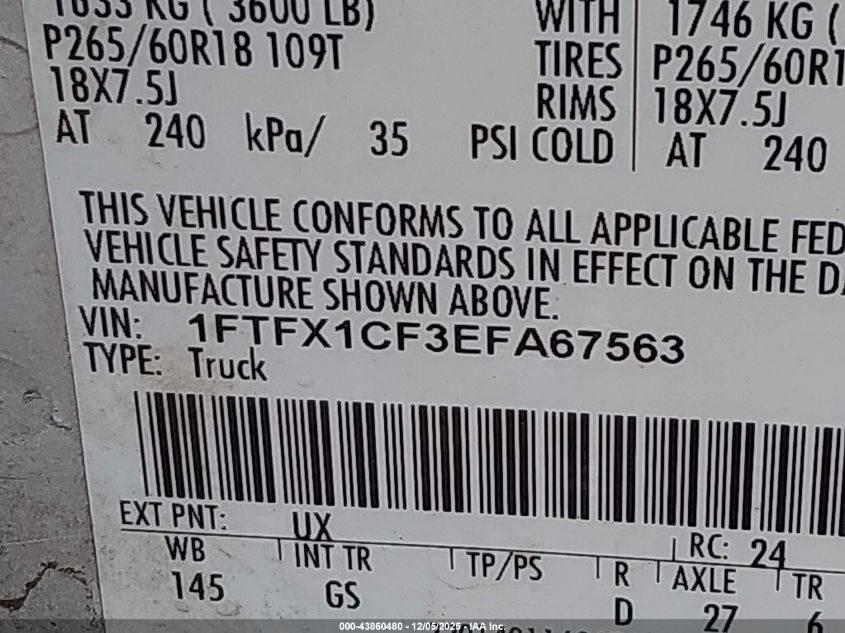 1633 KG ( 3600 LB) WITH 1746 KG (
P265/60R18 109T TIRES P265/60R1
18X7.5J RIMS 18X7.5J
AT 240 kPa/ 35 PSI COLD AT 240
THIS VEHICLE CONFORMS TO ALL APPLICABLE FED
VEHICLE SAFETY STANDARDS IN EFFECT ON THE DA
MANUFACTURE SHOWN ABOVE.
VIN: 1FTFX1CF3EFA67563
TYPE: Truck
EXT PNT: UX RC: 24
WB INT TR TP/PS R AXLE TR
145 GS D 27 6
000-43860480 - 12/05/2025 - IAA Inc.